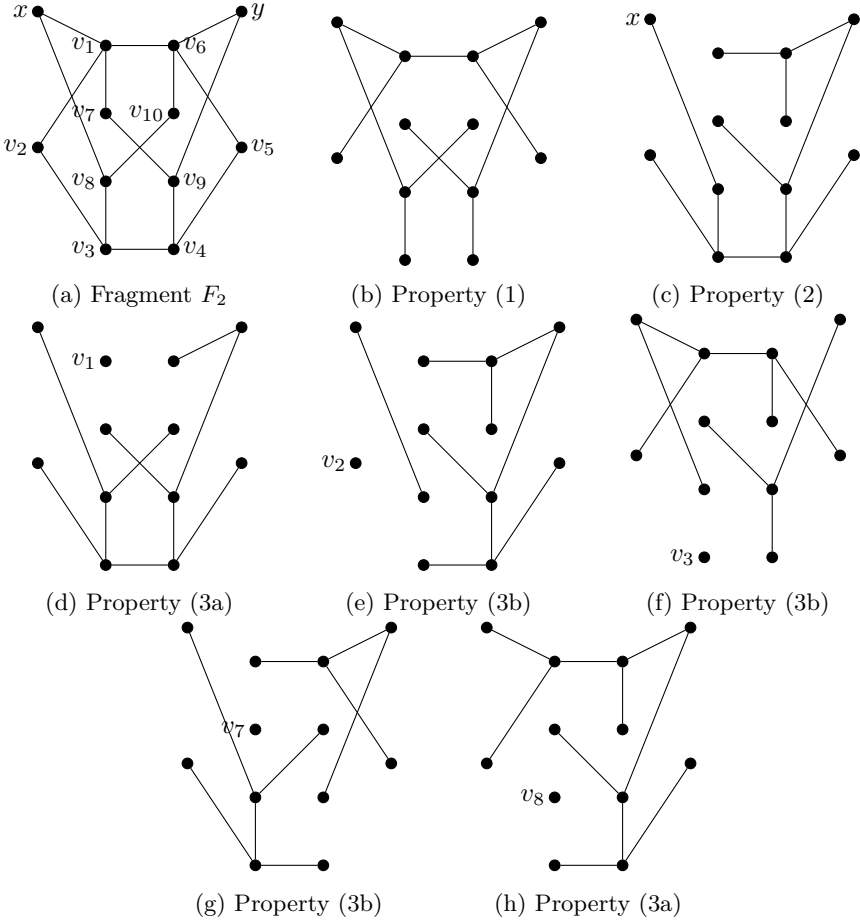 x y
v1 v6
v7 v10
v2 v5
v8 v9
v3 v4
x
(a) Fragment F2 (b) Property (1) (c) Property (2)
v1
v2
v3
(d) Property (3a) (e) Property (3b) (f) Property (3b)
v7
v8
(g) Property (3b) (h) Property (3a)